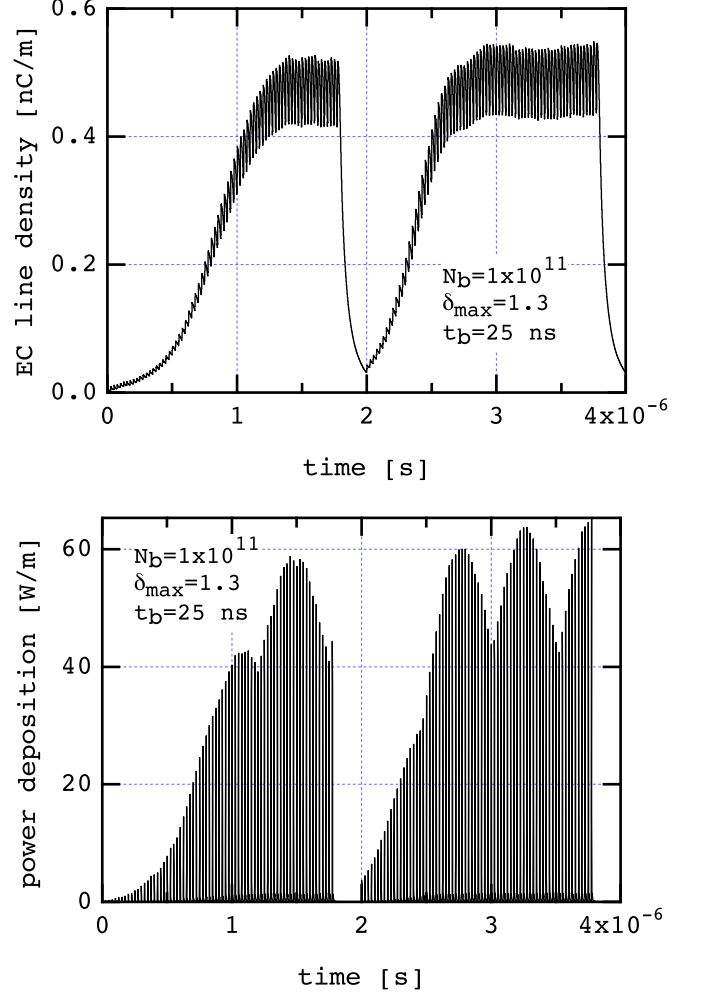 0.6
0.4
0.2
0.0
EC line density [nC/m]
Nb=1x10^11
δmax=1.3
tb=25 ns
0 1 2 3 4x10^-6
time [s]
60
40
20
0
power deposition [W/m]
Nb=1x10^11
δmax=1.3
tb=25 ns
0 1 2 3 4x10^-6
time [s]